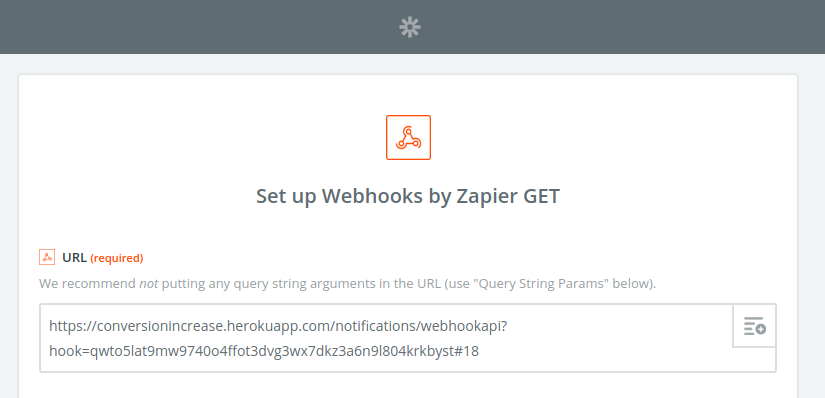 Set up Webhooks by Zapier GET
URL (required)
We recommend not putting any query string arguments in the URL (use "Query String Params" below).
https://conversionincrease.herokuapp.com/notifications/webhookapi?
hook=qwto5lat9mw9740o4ffot3dvg3wx7dkz3a6n9l804krkbyst#18